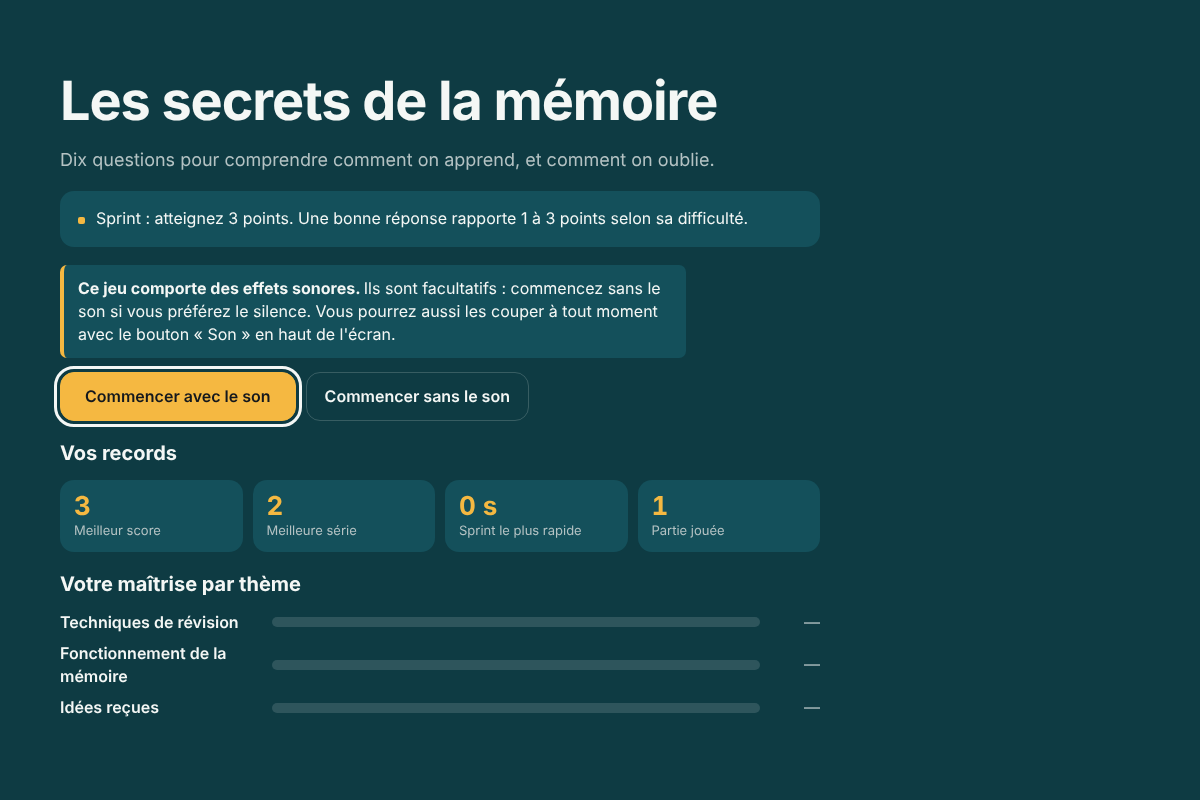 Les secrets de la mémoire
Dix questions pour comprendre comment on apprend, et comment on oublie.
Sprint : atteignez 3 points. Une bonne réponse rapporte 1 à 3 points selon sa difficulté.
Ce jeu comporte des effets sonores. Ils sont facultatifs : commencez sans le
son si vous préférez le silence. Vous pourrez aussi les couper à tout moment
avec le bouton « Son » en haut de l'écran.
Commencer avec le son
Commencer sans le son
Vos records
3
Meilleur score
2
Meilleure série
0 s
Sprint le plus rapide
1
Partie jouée
Votre maîtrise par thème
Techniques de révision
—
Fonctionnement de la
mémoire
—
Idées reçues
—